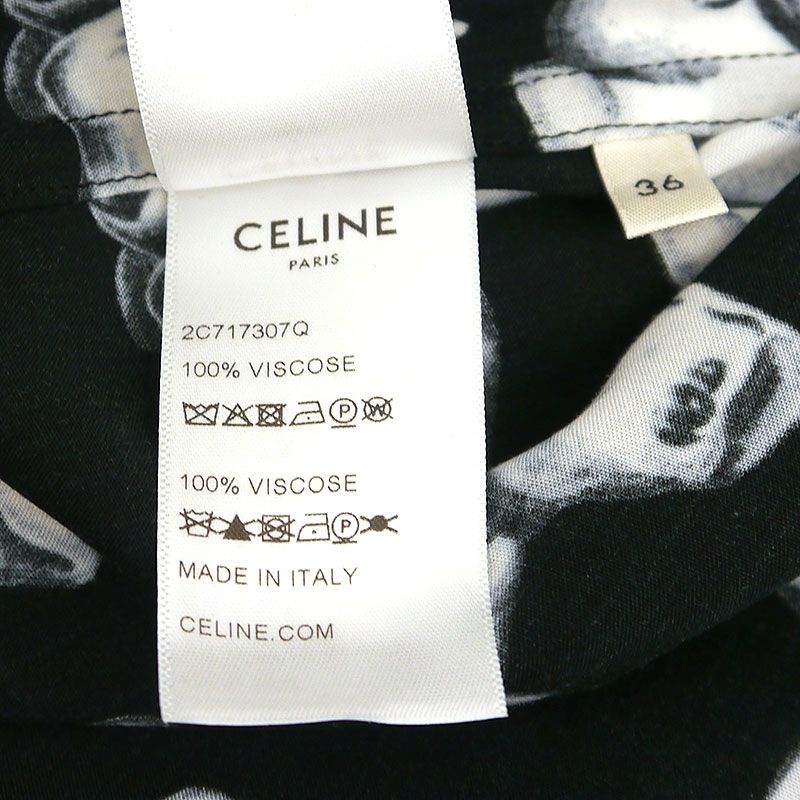 36
CELINE
PARIS
2C717307Q
100% VISCOSE
P W
100% VISCOSE
P
MADE IN ITALY
CELINE.COM